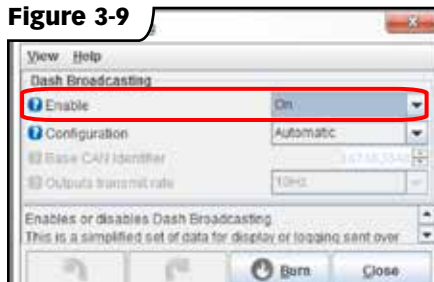 Figure 3-9
View Help
Dash Broadcasting
Enable On
Configuration Automatic
Base CAN Identifier
Outputs transmit rate 10Hz
Enables or disables Dash Broadcasting
This is a simplified set of data for display or logging sent over
Burn Close